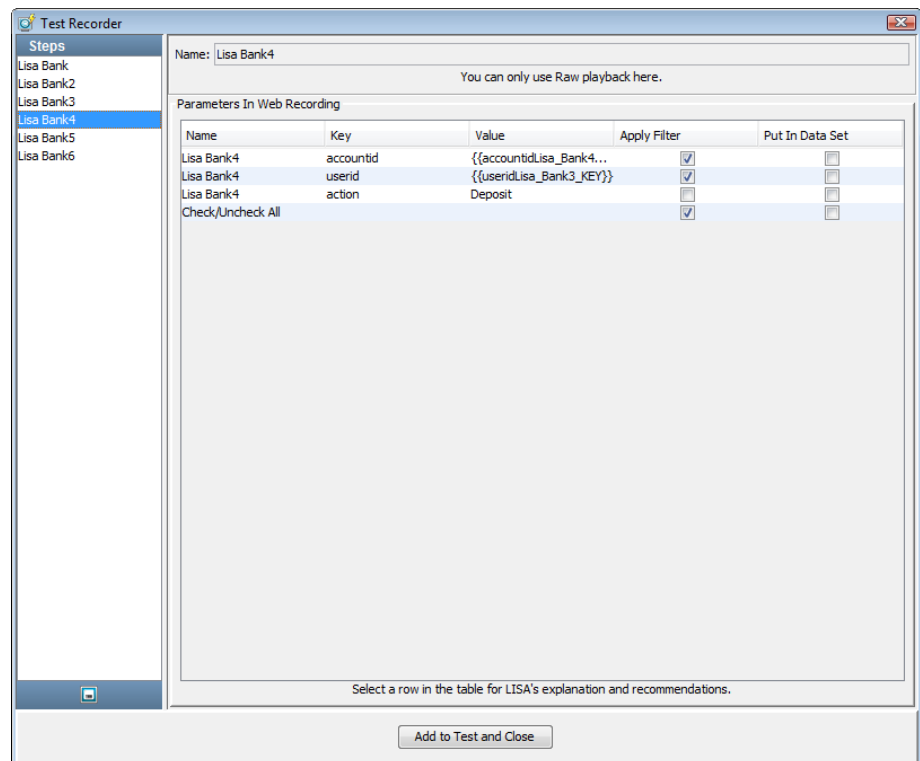 Test Recorder
Steps
Lisa Bank
Lisa Bank2
Lisa Bank3
Lisa Bank4
Lisa Bank5
Lisa Bank6
Name: Lisa Bank4
You can only use Raw playback here.
Parameters In Web Recording
Name Key Value Apply Filter Put In Data Set
Lisa Bank4 accountid {{accountidLisa_Bank4...
Lisa Bank4 userid {{useridLisa_Bank3_KEY}}
Lisa Bank4 action Deposit
Check/Uncheck All
Select a row in the table for LISA's explanation and recommendations.
Add to Test and Close